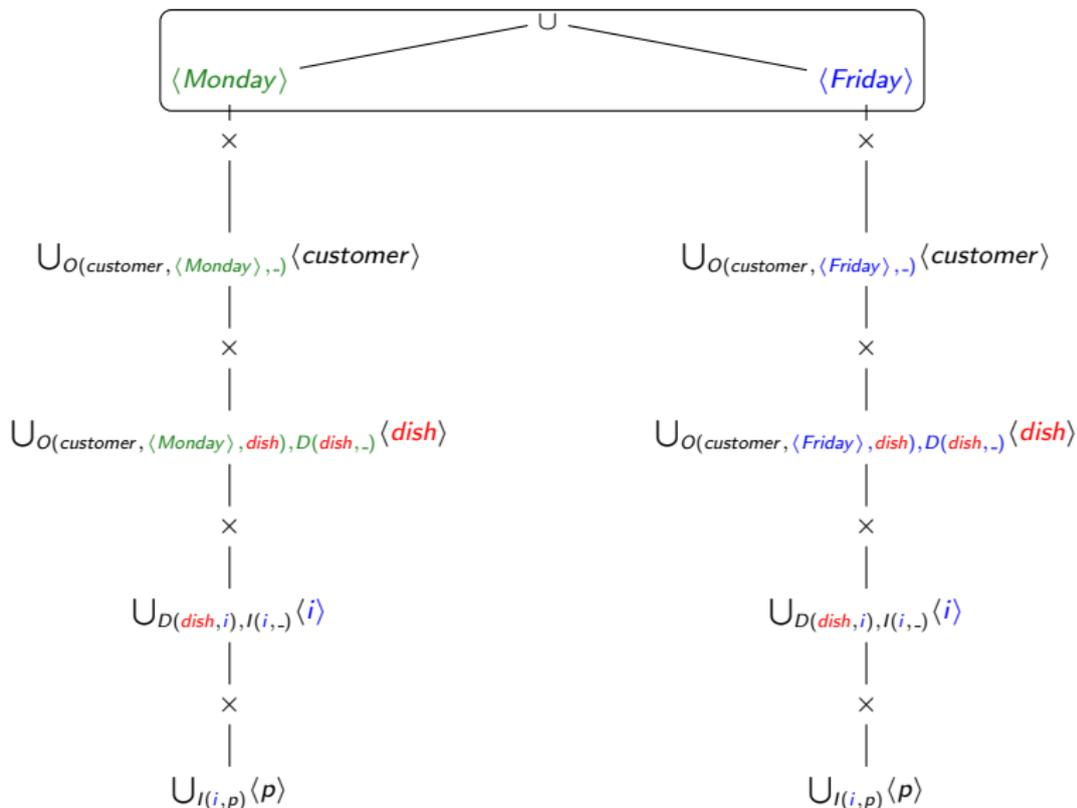 ∪
⟨Monday⟩ ⟨Friday⟩
× ×
⋃O(customer,⟨Monday⟩,_)⟨customer⟩ ⋃O(customer,⟨Friday⟩,_)⟨customer⟩
× ×
⋃O(customer,⟨Monday⟩,dish),D(dish,_)⟨dish⟩ ⋃O(customer,⟨Friday⟩,dish),D(dish,_)⟨dish⟩
× ×
⋃D(dish,i),I(i,_)⟨i⟩ ⋃D(dish,i),I(i,_)⟨i⟩
× ×
⋃I(i,p)⟨p⟩ ⋃I(i,p)⟨p⟩